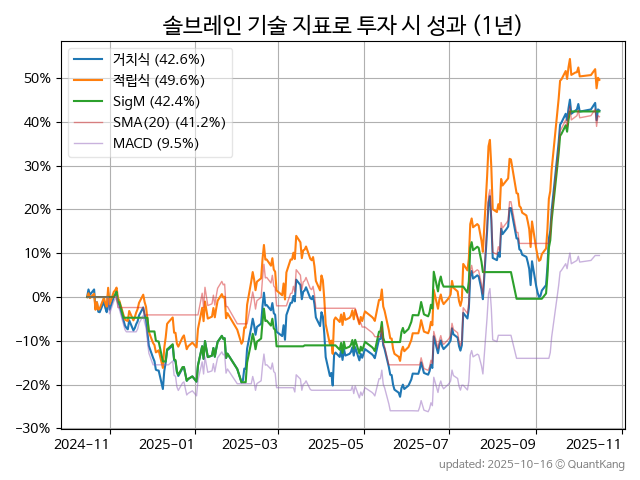 솔브레인 기술 지표로 투자 시 성과 (1년)
거치식 (42.6%)
적립식 (49.6%)
SigM (42.4%)
SMA(20) (41.2%)
MACD (9.5%)
50%
40%
30%
20%
10%
0%
−10%
−20%
−30%
2024-11 2025-01 2025-03 2025-05 2025-07 2025-09 2025-11
updated: 2025-10-16 © QuantKang